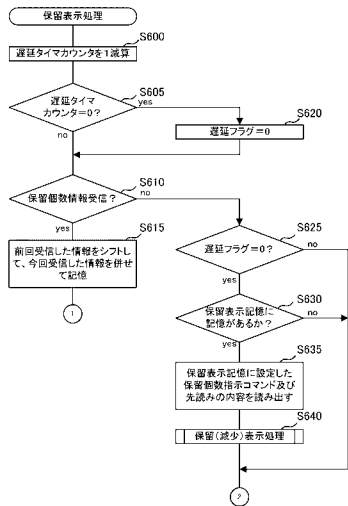 保留表示処理
S600
遅延タイマカウンタを1減算
S605
遅延タイマ
カウンタ=0?
yes
no
S620
遅延フラグ=0
S610
保留個数情報受信?
no
yes
S615
前回受信した情報をシフトし
て、今回受信した情報を併せ
て記憶
1
S625
遅延フラグ=0?
no
yes
S630
保留表示記憶に
記憶があるか?
no
yes
S635
保留表示記憶に設定した
保留個数指示コマンド及び
先読みの内容を読み出す
S640
保留(減少)表示処理
2